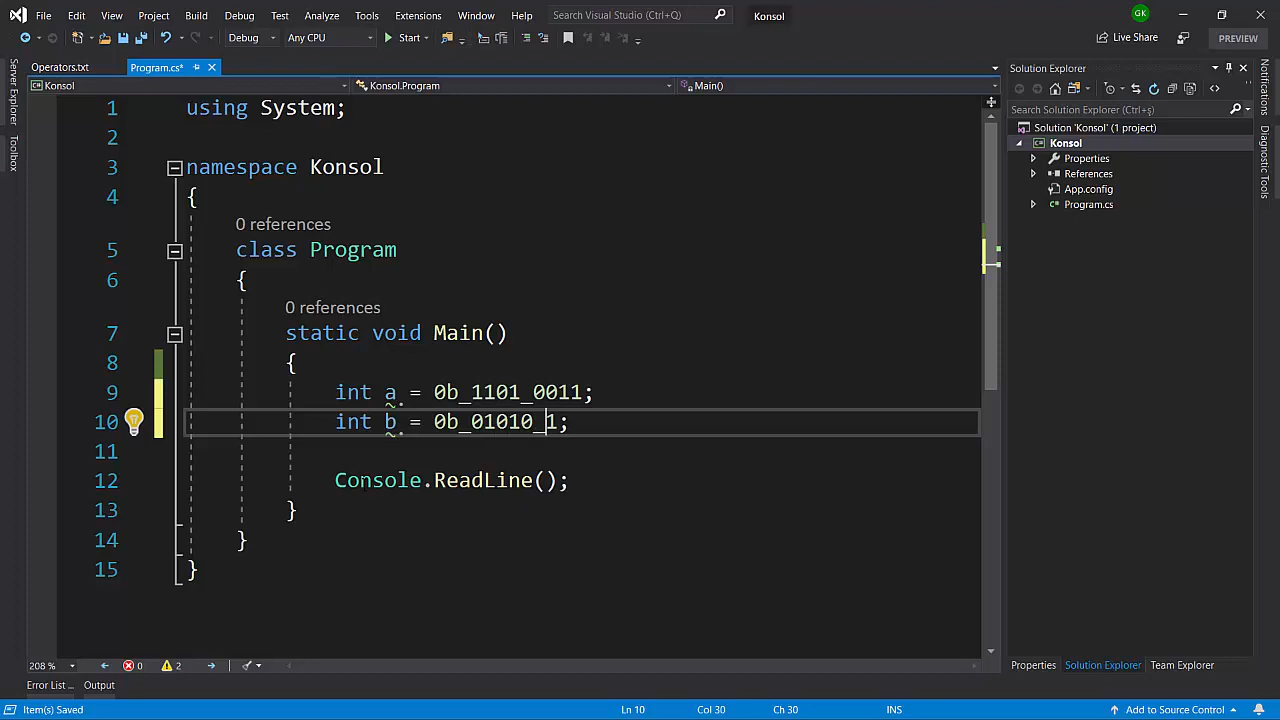 File Edit View Project Build Debug Test Analyze Tools Extensions Window Help Search Visual Studio (Ctrl+Q) Konsol GK
Debug Any CPU Start Live Share PREVIEW
Operators.txt Program.cs*
Konsol Konsol.Program Main()
1 using System;
2
3 namespace Konsol
4 {
0 references
5 class Program
6 {
0 references
7 static void Main()
8 {
9 int a = 0b_1101_0011;
10 int b = 0b_01010_1;
11
12 Console.ReadLine();
13 }
14 }
15 }
208 % 0 2
Error List ... Output
Item(s) Saved Ln 10 Col 30 Ch 30 INS Add to Source Control
Server Explorer
Toolbox
Solution Explorer
Search Solution Explorer (Ctrl+ş)
Solution 'Konsol' (1 project)
Konsol
Properties
References
App.config
Program.cs
Properties Solution Explorer Team Explorer
Notifications
Diagnostic Tools